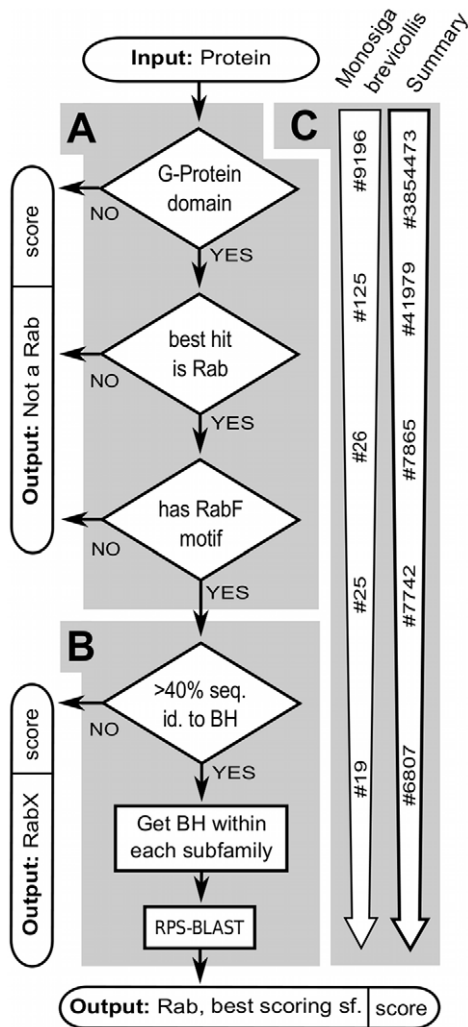 Monosiga
brevicollis
Summary
Input: Protein
A
C
G-Protein
domain
NO
YES
best hit
is Rab
NO
YES
has RabF
motif
NO
YES
score
Output: Not a Rab
B
>40% seq.
id. to BH
NO
YES
Get BH within
each subfamily
RPS-BLAST
score
Output: RabX
Output: Rab, best scoring sf.
score
#9196
#125
#26
#25
#19
#3854473
#41979
#7865
#7742
#6807